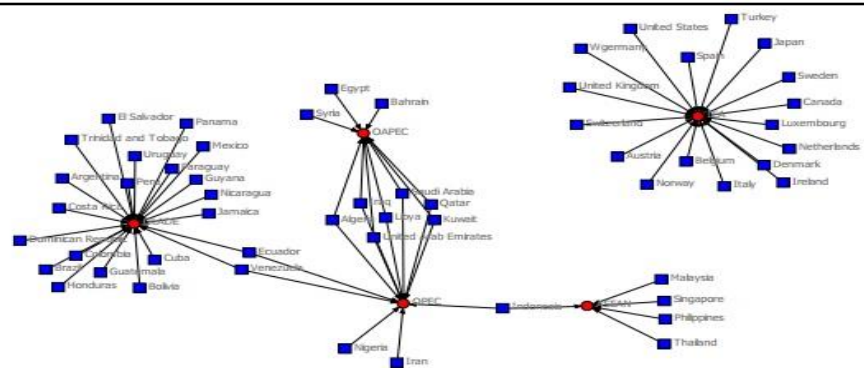 Turkey
United States
Wgermany
Japan
Spain
Sweden
United Kingdom
Canada
Switzerland
Luxembourg
Netherlands
Austria
Belgium
Denmark
Norway
Italy
Ireland
Egypt
Bahrain
Syria
OAPEC
El Salvador
Panama
Trinidad and Tobago
Mexico
Uruguay
Paraguay
Argentina
Peru
Guyana
Nicaragua
Costa Rica
Jamaica
Dominican Republic
Colombia
Cuba
Brazil
Guatemala
Honduras
Bolivia
Saudi Arabia
Iraq
Qatar
Algeria
Libya
Kuwait
United Arab Emirates
Ecuador
Venezuela
OPEC
Indonesia
ASEAN
Malaysia
Singapore
Philippines
Thailand
Nigeria
Iran